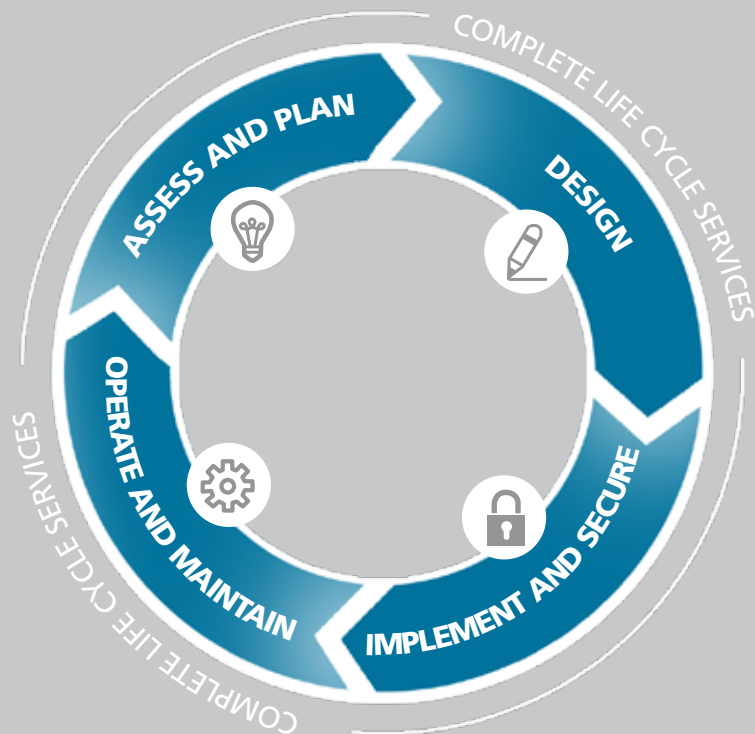 COMPLETE LIFE CYCLE SERVICES
ASSESS AND PLAN
DESIGN
IMPLEMENT AND SECURE
OPERATE AND MAINTAIN
COMPLETE LIFE CYCLE SERVICES